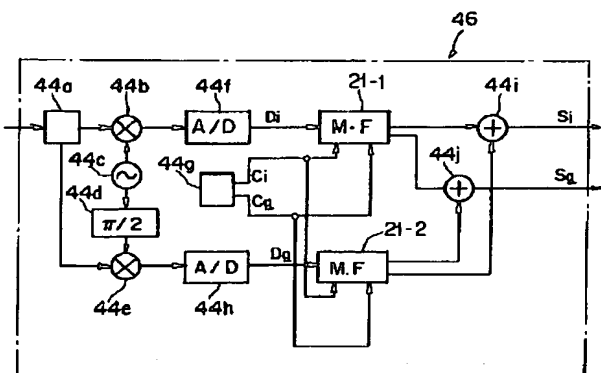 46
44a
44b
44f
21-1
44i
A/D
Di
M·F
Si
44c
44g
Ci
44j
Sq
44d
Cq
π/2
21-2
A/D
Dq
M.F
44e
44h